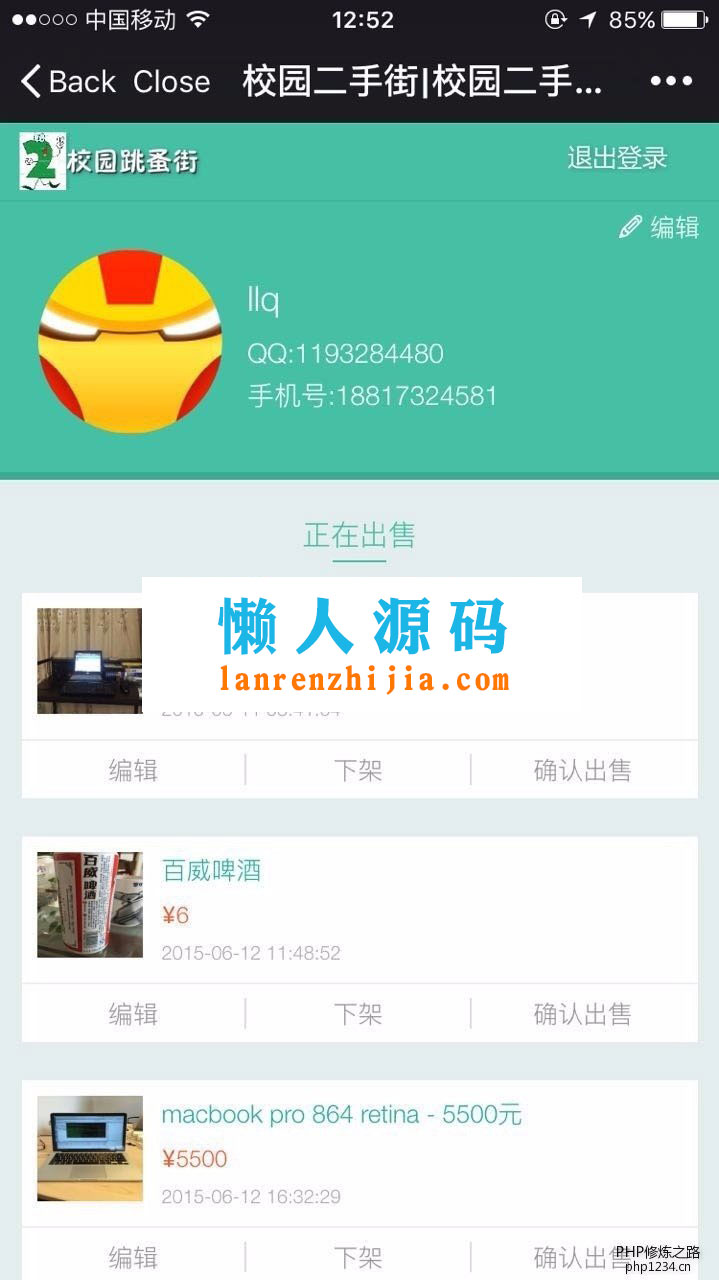 中国移动 12:52 85%
Back Close 校园二手街|校园二手...
2校园跳蚤街 退出登录
编辑
llq
QQ:1193284480
手机号:18817324581
正在出售
懒人源码
lanrenzhijia.com
编辑 下架 确认出售
百威啤酒
百威啤酒
¥6
2015-06-12 11:48:52
编辑 下架 确认出售
macbook pro 864 retina - 5500元
¥5500
2015-06-12 16:32:29
编辑 下架 确认出售
PHP修炼之路
php1234.cn